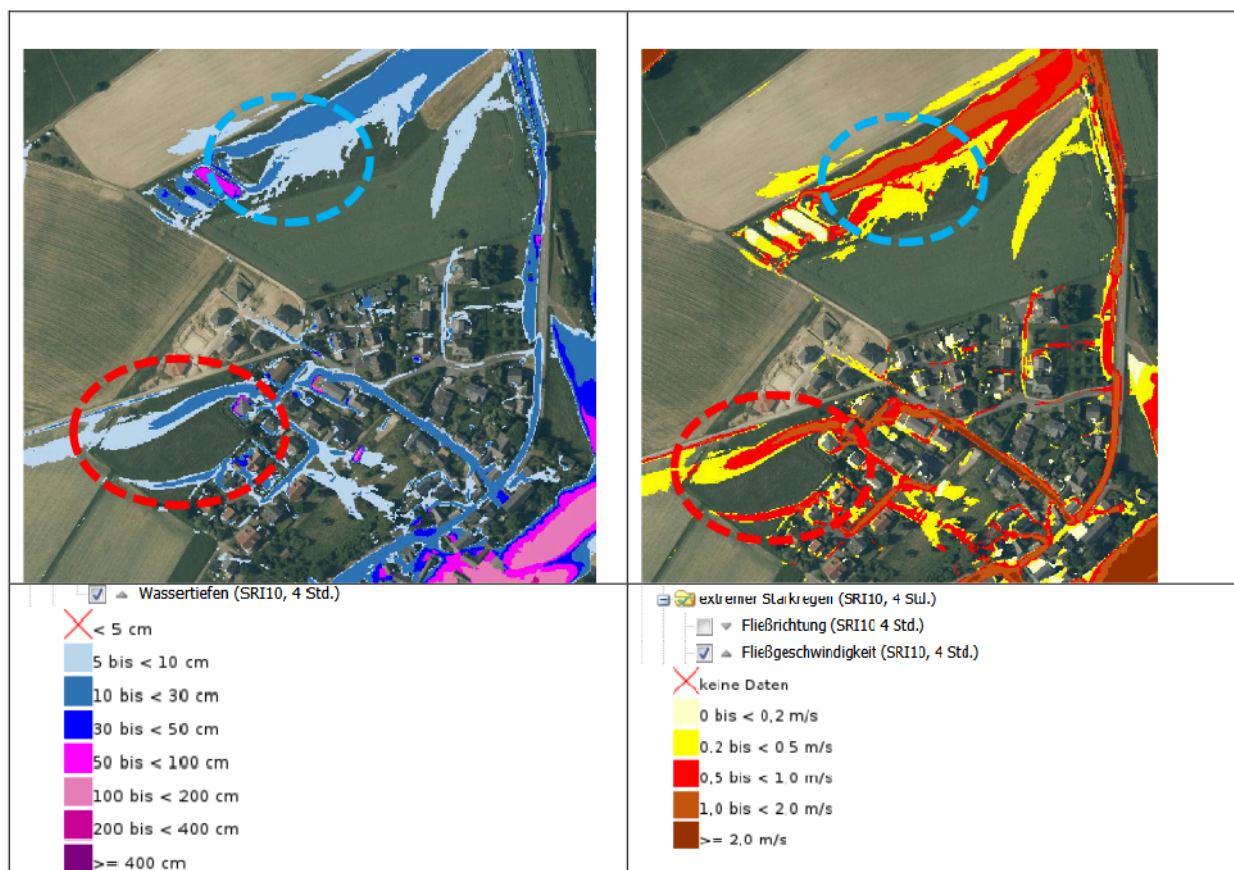 Wassertiefen (SRI10, 4 Std.)
< 5 cm
5 bis < 10 cm
10 bis < 30 cm
30 bis < 50 cm
50 bis < 100 cm
100 bis < 200 cm
200 bis < 400 cm
>= 400 cm
extremer Starkregen (SRI10, 4 Std.)
Fließrichtung (SRI10 4 Std.)
Fließgeschwindigkeit (SRI10, 4 Std.)
keine Daten
0 bis < 0,2 m/s
0,2 bis < 0,5 m/s
0,5 bis < 1,0 m/s
1,0 bis < 2,0 m/s
>= 2,0 m/s